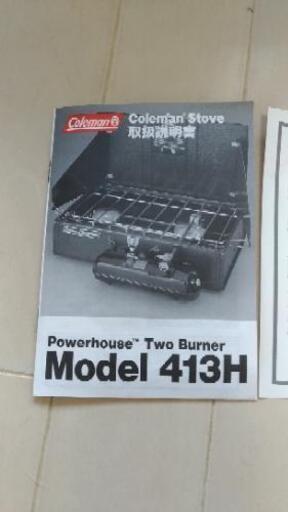 Coleman
Coleman Stove
取扱説明書
Powerhouse™ Two Burner
Model 413H